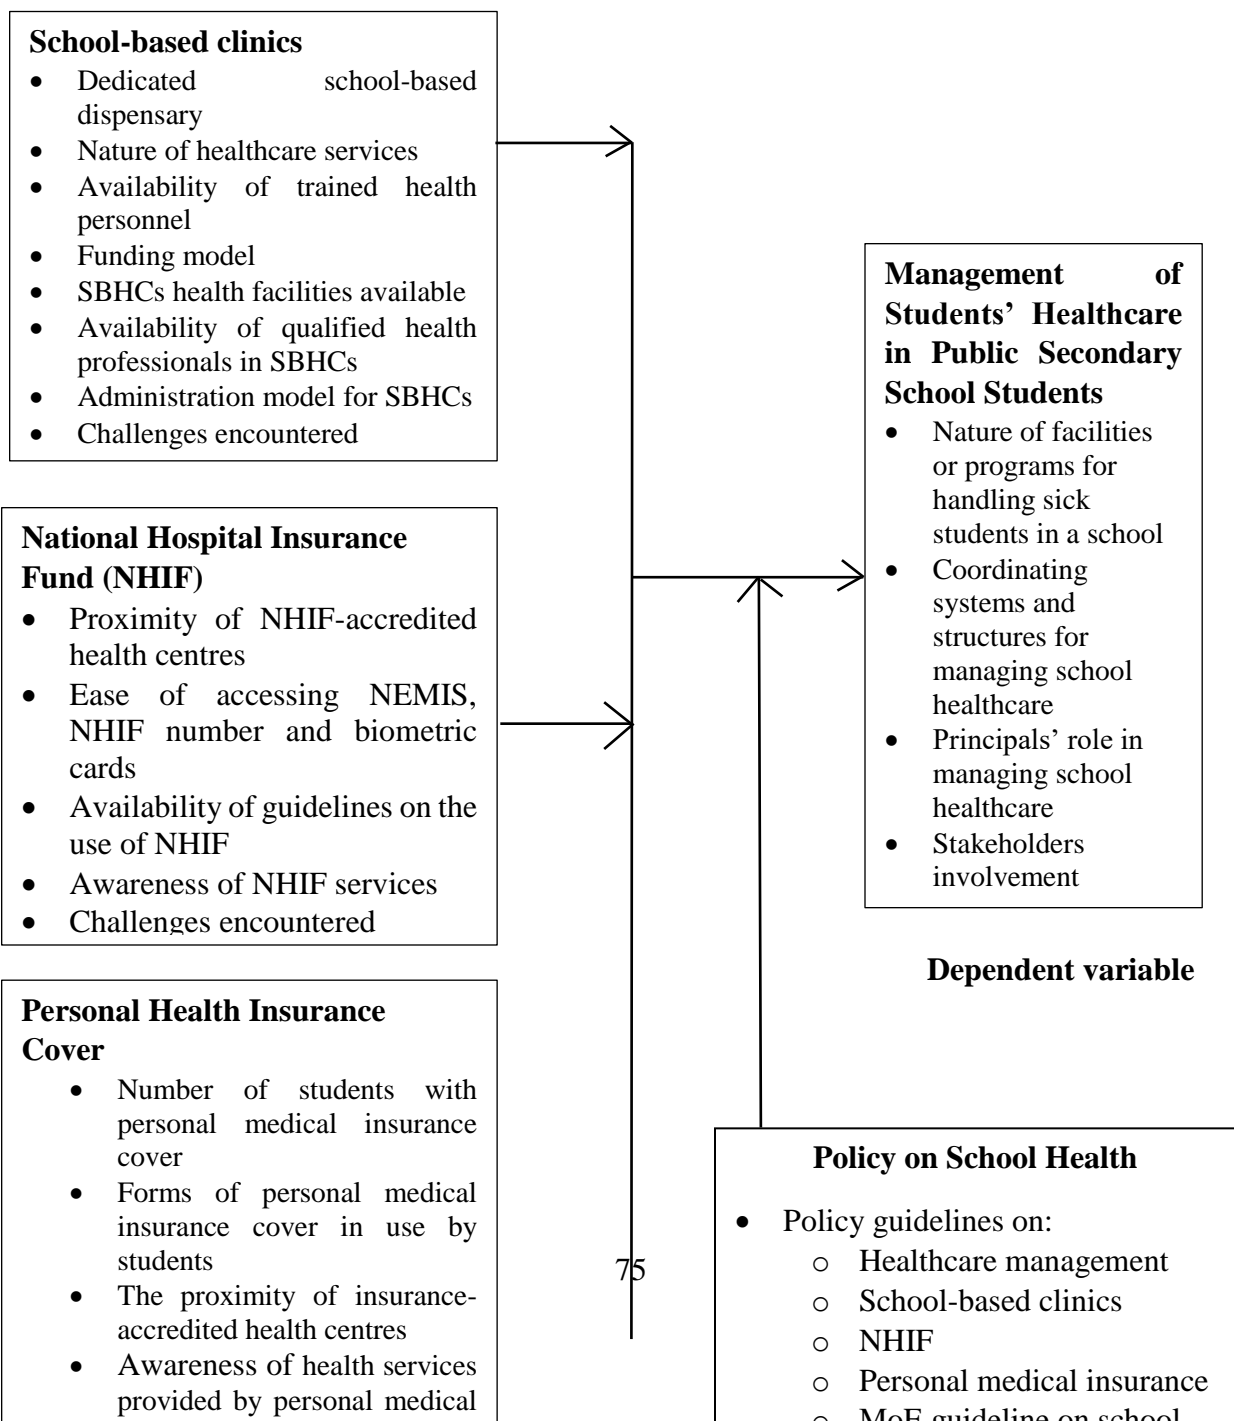 School-based clinics
• Dedicated school-based
dispensary
• Nature of healthcare services
• Availability of trained health
personnel
• Funding model
• SBHCs health facilities available
• Availability of qualified health
professionals in SBHCs
• Administration model for SBHCs
• Challenges encountered
National Hospital Insurance
Fund (NHIF)
• Proximity of NHIF-accredited
health centres
• Ease of accessing NEMIS,
NHIF number and biometric
cards
• Availability of guidelines on the
use of NHIF
• Awareness of NHIF services
• Challenges encountered
Personal Health Insurance
Cover
• Number of students with
personal medical insurance
cover
• Forms of personal medical
insurance cover in use by
students
• The proximity of insurance-
accredited health centres
• Awareness of health services
provided by personal medical
Management of
Students’ Healthcare
in Public Secondary
School Students
• Nature of facilities
or programs for
handling sick
students in a school
• Coordinating
systems and
structures for
managing school
healthcare
• Principals’ role in
managing school
healthcare
• Stakeholders
involvement
Dependent variable
Policy on School Health
• Policy guidelines on:
o Healthcare management
o School-based clinics
o NHIF
o Personal medical insurance
o MoE guideline on school
75